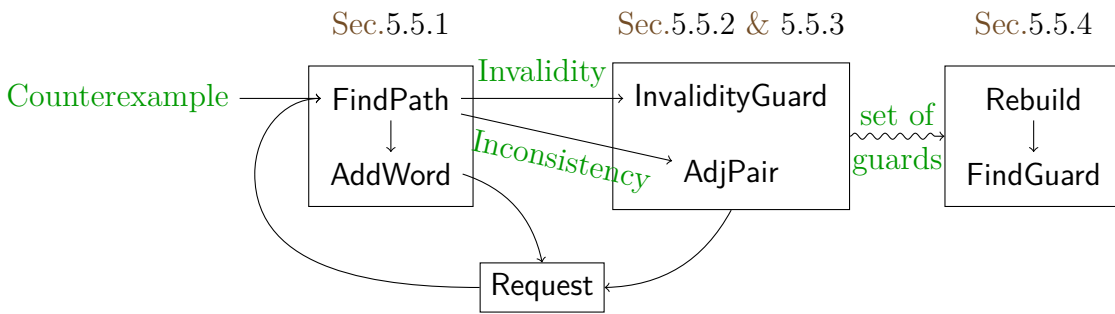 Sec.5.5.1
Sec.5.5.2 & 5.5.3
Sec.5.5.4
Counterexample
FindPath
AddWord
Invalidity
Inconsistency
InvalidityGuard
AdjPair
set of
guards
Rebuild
FindGuard
Request